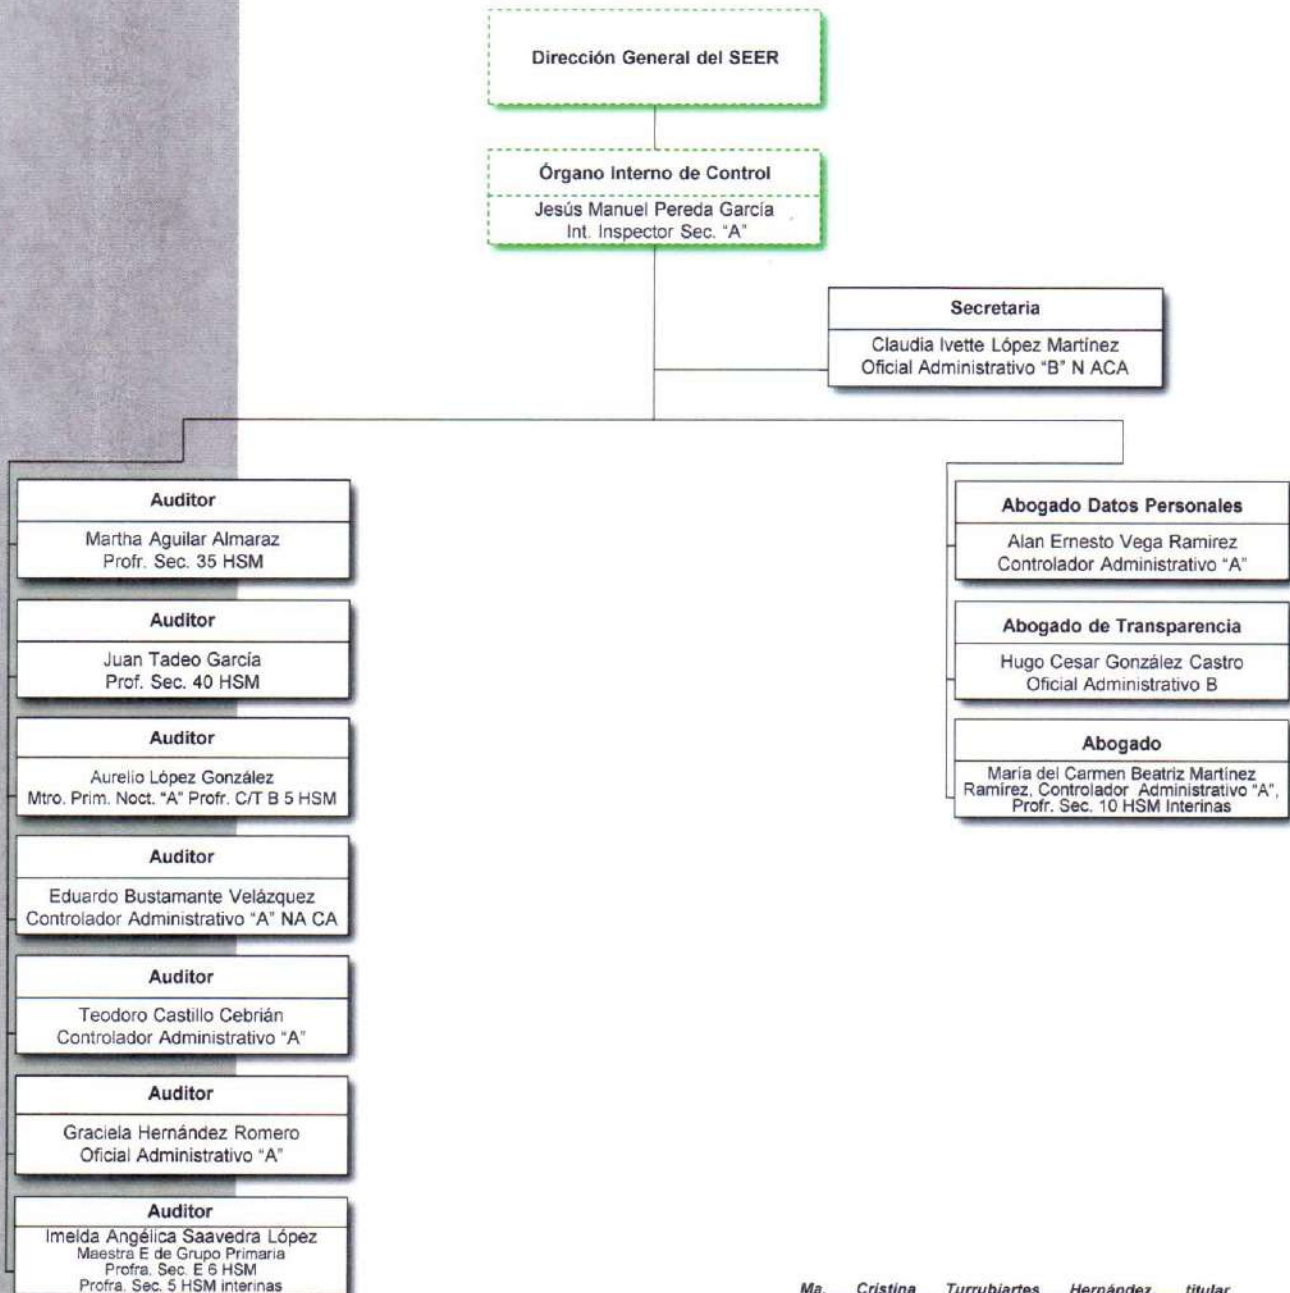 Dirección General del SEER
Órgano Interno de Control
Jesús Manuel Pereda García
Int. Inspector Sec. "A"
Secretaria
Claudia Ivette López Martínez
Oficial Administrativo "B" N ACA
Auditor
Martha Aguilar Almaraz
Profr. Sec. 35 HSM
Auditor
Juan Tadeo García
Prof. Sec. 40 HSM
Auditor
Aurelio López González
Mtro. Prim. Noct. "A" Profr. C/T B 5 HSM
Auditor
Eduardo Bustamante Velázquez
Controlador Administrativo "A" NA CA
Auditor
Teodoro Castillo Cebrián
Controlador Administrativo "A"
Auditor
Graciela Hernández Romero
Oficial Administrativo "A"
Auditor
Imelda Angélica Saavedra López
Maestra E de Grupo Primaria
Profra. Sec. E 6 HSM
Profra. Sec. 5 HSM interinas
Abogado Datos Personales
Alan Ernesto Vega Ramirez
Controlador Administrativo "A"
Abogado de Transparencia
Hugo Cesar González Castro
Oficial Administrativo B
Abogado
María del Carmen Beatriz Martínez
Ramírez, Controlador Administrativo "A",
Profr. Sec. 10 HSM Interinas
Ma. Cristina Turrubiartes Hernández, titular